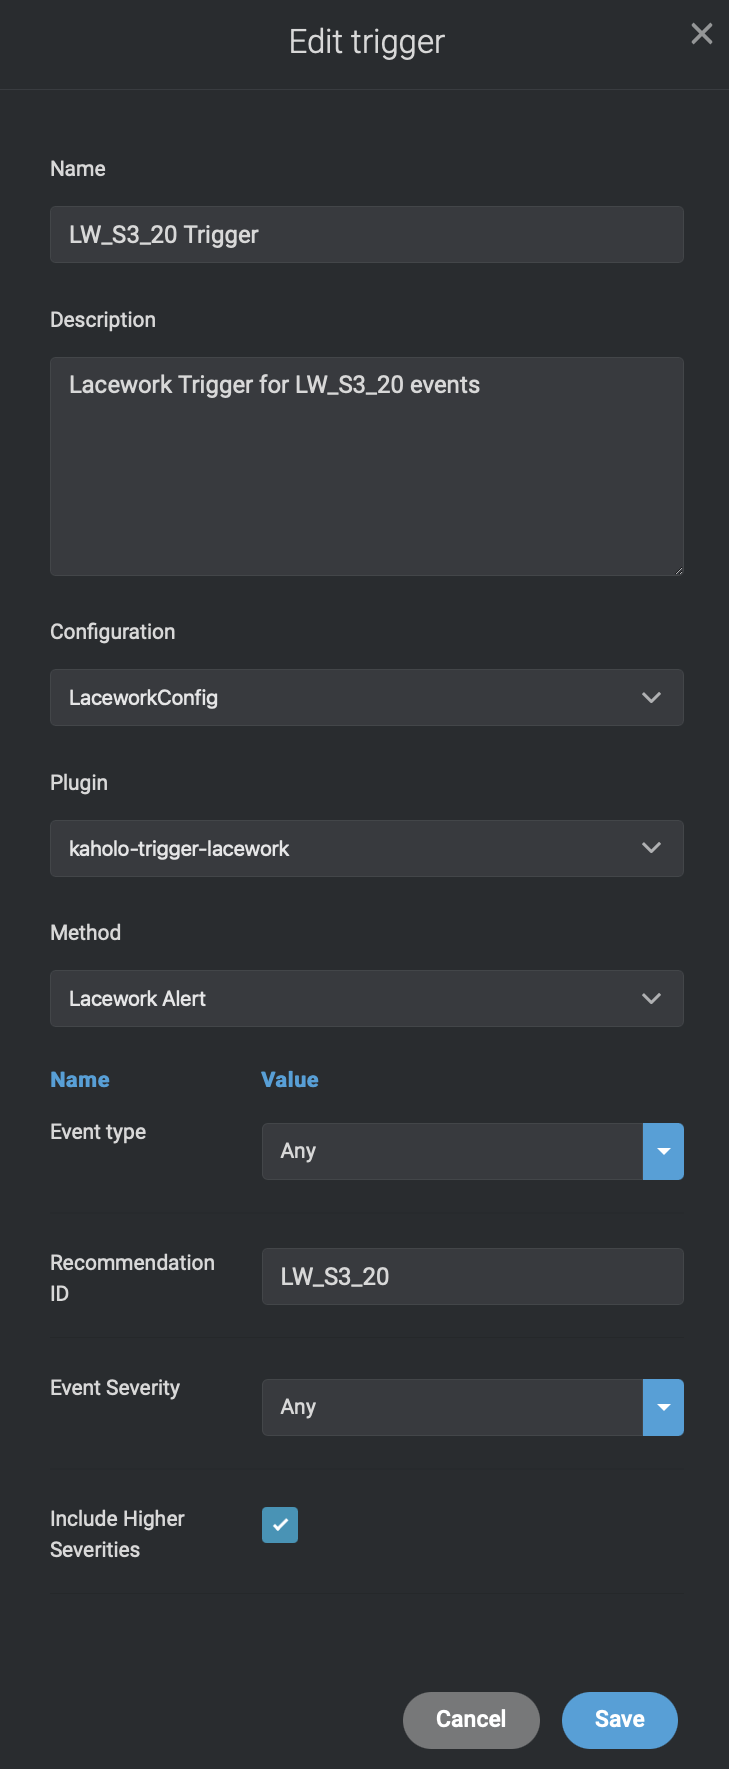 Edit trigger
Name
LW_S3_20 Trigger
Description
Lacework Trigger for LW_S3_20 events
Configuration
LaceworkConfig
Plugin
kaholo-trigger-lacework
Method
Lacework Alert
Name Value
Event type
Any
Recommendation
ID
LW_S3_20
Event Severity
Any
Include Higher
Severities
Cancel Save